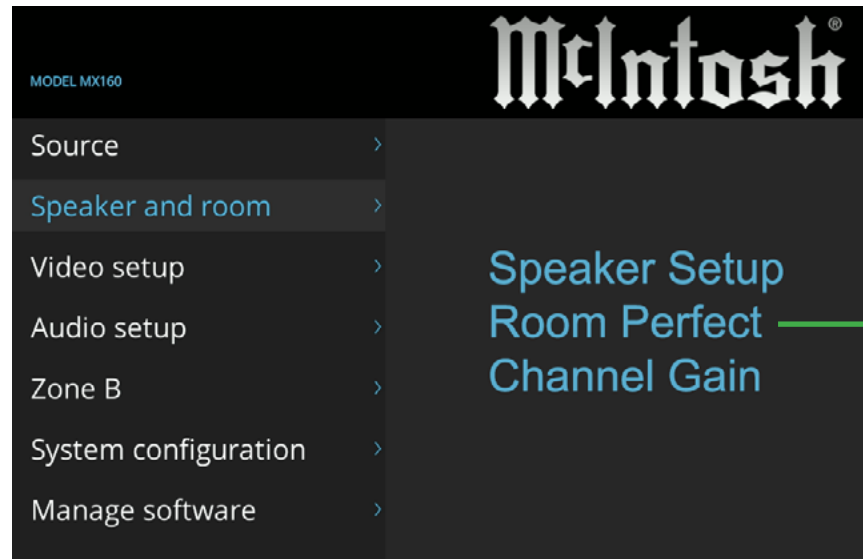 McIntosh®
MODEL MX160
Source
Speaker and room
Video setup
Audio setup
Zone B
System configuration
Manage software
Speaker Setup
Room Perfect
Channel Gain